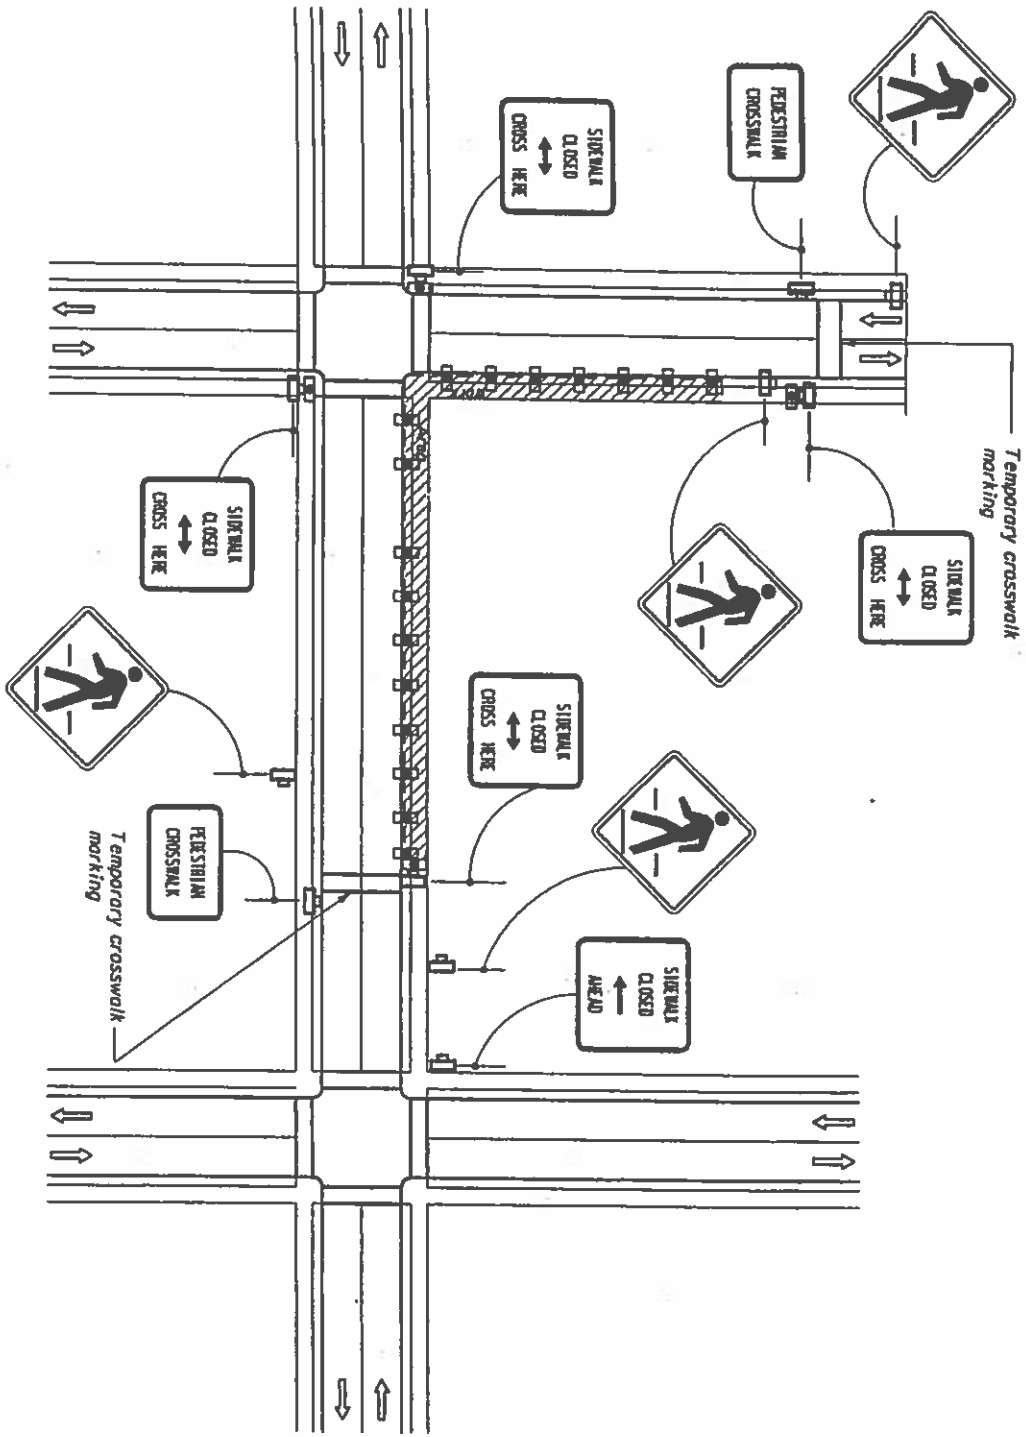 Temporary crosswalk
marking
SIDEWALK
CLOSED
CROSS HERE
PEDESTRIAN
CROSSWALK
SIDEWALK
CLOSED
AHEAD
SIDEWALK
CLOSED
CROSS HERE
SIDEWALK
CLOSED
CROSS HERE
SIDEWALK
CLOSED
CROSS HERE
PEDESTRIAN
CROSSWALK
Temporary crosswalk
marking